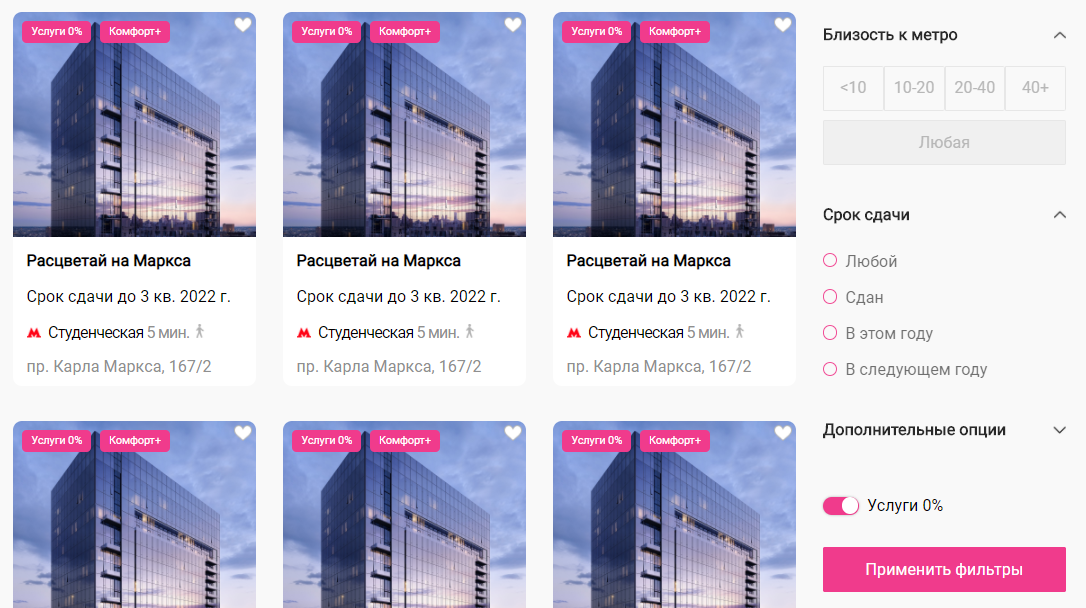 Услуги 0% Комфорт+
Расцветай на Маркса
Срок сдачи до 3 кв. 2022 г.
Студенческая 5 мин.
пр. Карла Маркса, 167/2
Услуги 0% Комфорт+
Расцветай на Маркса
Срок сдачи до 3 кв. 2022 г.
Студенческая 5 мин.
пр. Карла Маркса, 167/2
Услуги 0% Комфорт+
Расцветай на Маркса
Срок сдачи до 3 кв. 2022 г.
Студенческая 5 мин.
пр. Карла Маркса, 167/2
Услуги 0% Комфорт+
Услуги 0% Комфорт+
Услуги 0% Комфорт+
Близость к метро
<10 10-20 20-40 40+
Любая
Срок сдачи
Любой
Сдан
В этом году
В следующем году
Дополнительные опции
Услуги 0%
Применить фильтры